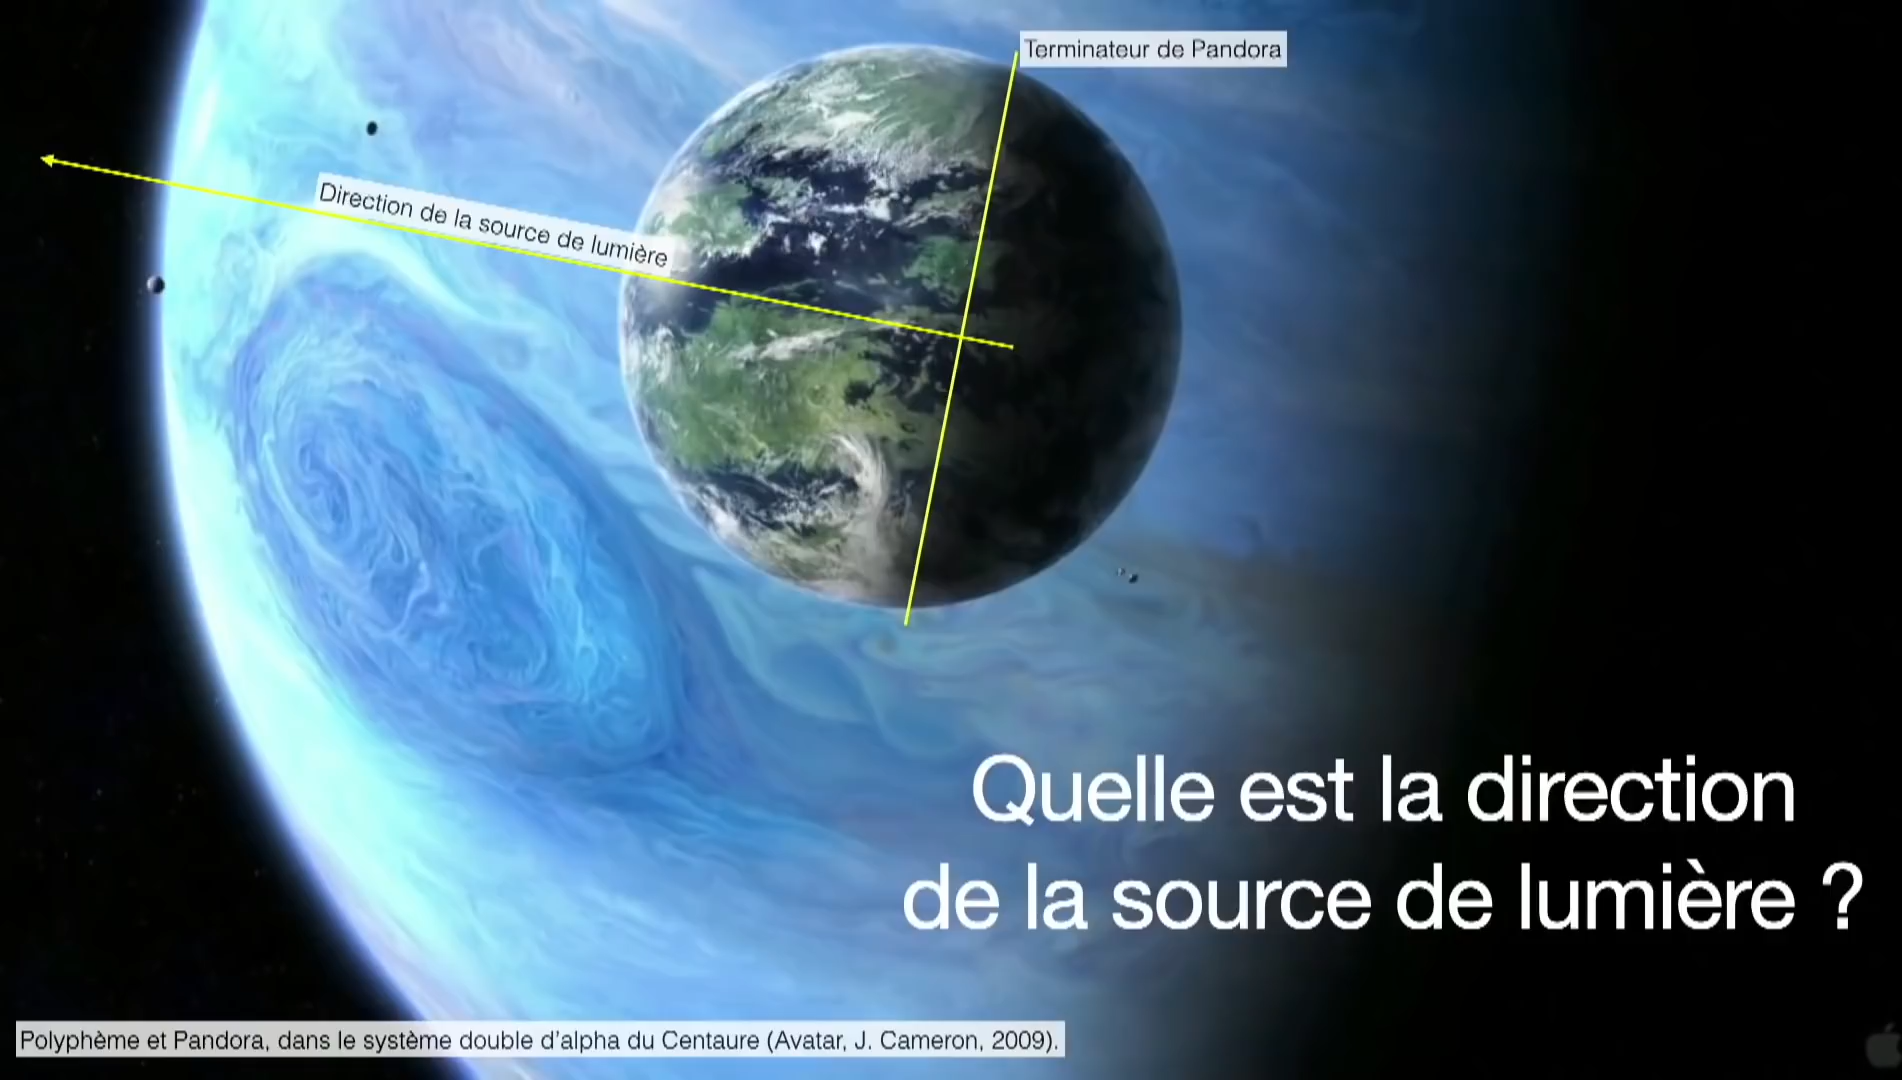 Terminateur de Pandora
Direction de la source de lumière
Quelle est la direction
de la source de lumière ?
Polyphème et Pandora, dans le système double d'alpha du Centaure (Avatar, J. Cameron, 2009).